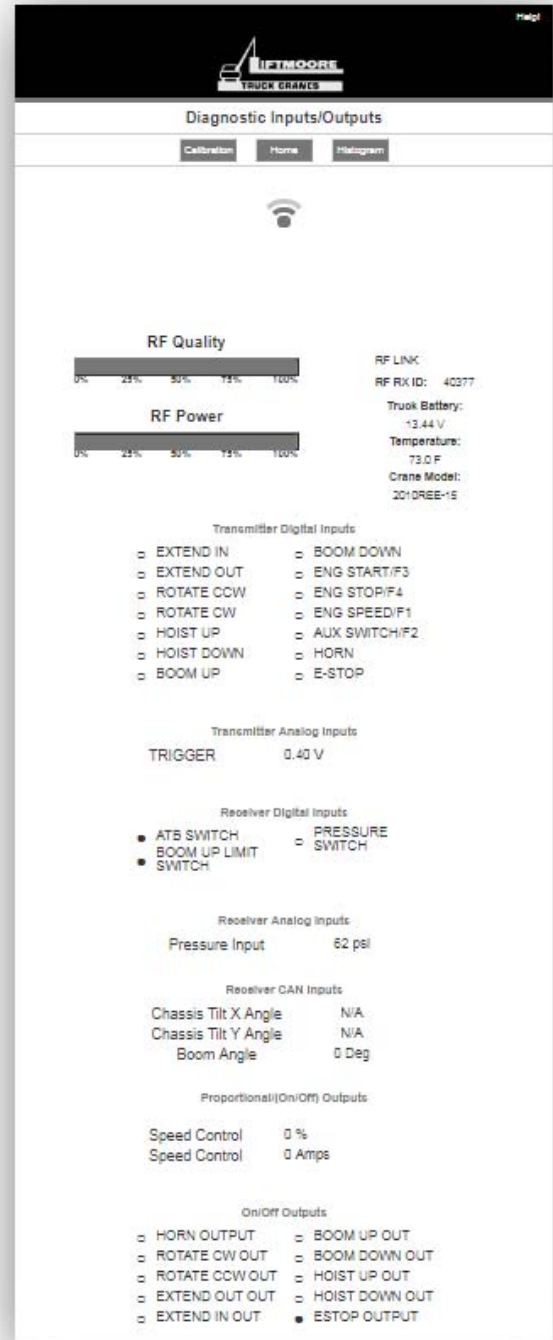 Help!
LIFTMOORE
TRUCK CRANES
Diagnostic Inputs/Outputs
Calibration Home Histogram
RF Quality
0% 25% 50% 75% 100%
RF Power
0% 25% 50% 75% 100%
RF LINK
RF RX ID: 40377
Truck Battery:
13.44 V
Temperature:
73.0 F
Crane Model:
2010REE-15
Transmitter Digital Inputs
EXTEND IN BOOM DOWN
EXTEND OUT ENG START/F3
ROTATE CCW ENG STOP/F4
ROTATE CW ENG SPEED/F1
HOIST UP AUX SWITCH/F2
HOIST DOWN HORN
BOOM UP E-STOP
Transmitter Analog Inputs
TRIGGER 0.40 V
Receiver Digital Inputs
ATB SWITCH
BOOM UP LIMIT
SWITCH
PRESSURE
SWITCH
Receiver Analog Inputs
Pressure Input 62 psi
Receiver CAN Inputs
Chassis Tilt X Angle N/A
Chassis Tilt Y Angle N/A
Boom Angle 0 Deg
Proportional/(On/Off) Outputs
Speed Control 0 %
Speed Control 0 Amps
On/Off Outputs
HORN OUTPUT BOOM UP OUT
ROTATE CW OUT BOOM DOWN OUT
ROTATE CCW OUT HOIST UP OUT
EXTEND OUT OUT HOIST DOWN OUT
EXTEND IN OUT ESTOP OUTPUT